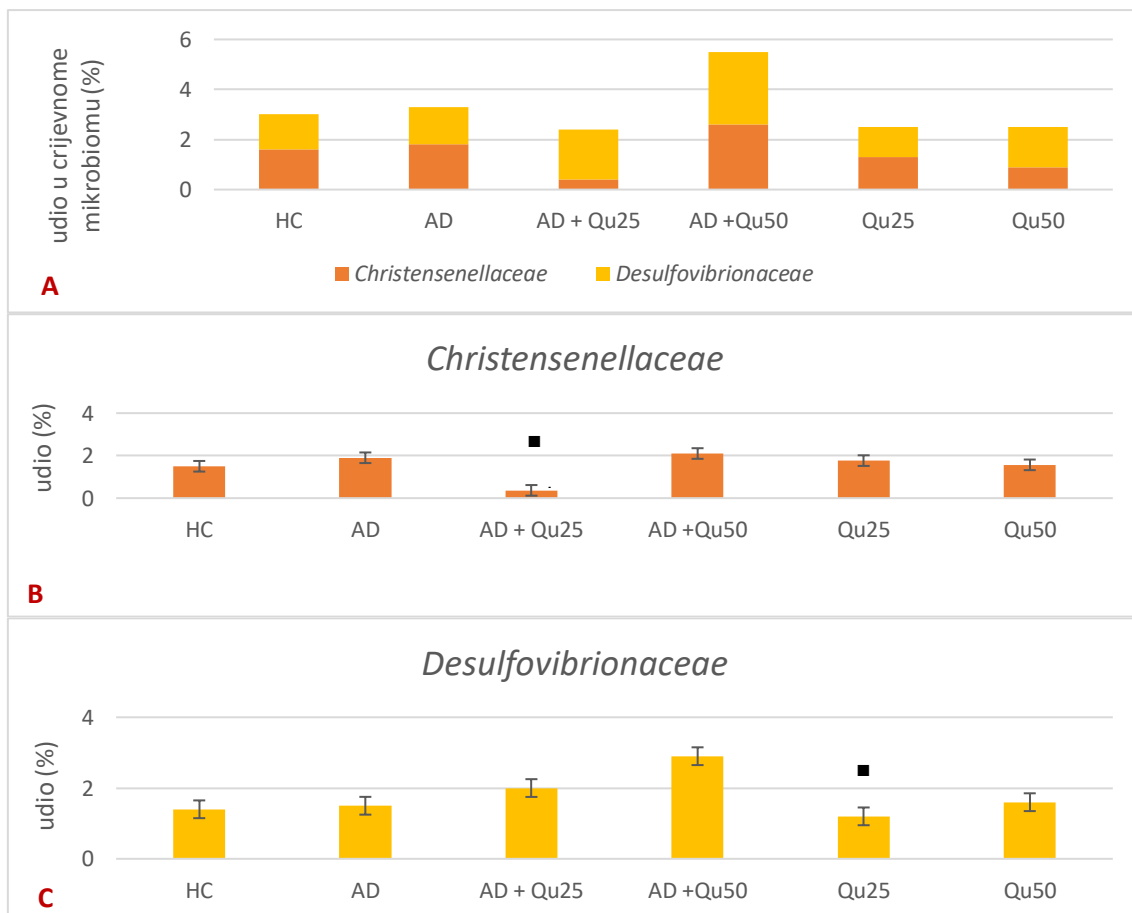 udio u crijevnome
mikrobiomu (%)
6
4
2
0
HC AD AD + Qu25 AD +Qu50 Qu25 Qu50
Christensenellaceae Desulfovibrionaceae
A
Christensenellaceae
udio (%)
4
2
0
HC AD AD + Qu25 AD +Qu50 Qu25 Qu50
B
Desulfovibrionaceae
udio (%)
4
2
0
HC AD AD + Qu25 AD +Qu50 Qu25 Qu50
C